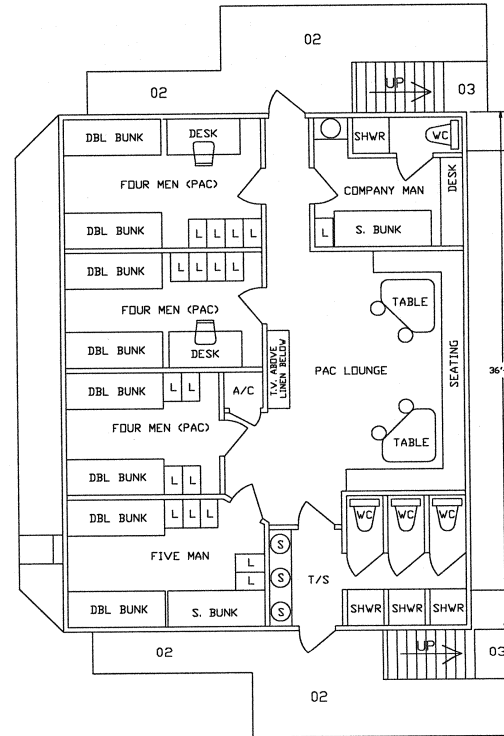 02
02
UP
03
DBL BUNK
DESK
SHWR
WC
FOUR MEN (PAC)
COMPANY MAN
DESK
DBL BUNK
L L L L
L
S. BUNK
DBL BUNK
L L L L
FOUR MEN (PAC)
TABLE
DBL BUNK
DESK
T.V. ABOVE
LINEN BELOW
PAC LOUNGE
SEATING
36'-
DBL BUNK
L L
A/C
FOUR MEN (PAC)
TABLE
DBL BUNK
L L
DBL BUNK
L L L
WC
WC
WC
S
FIVE MAN
L
L
S
T/S
DBL BUNK
S. BUNK
S
SHWR
SHWR
SHWR
02
UP
03
02